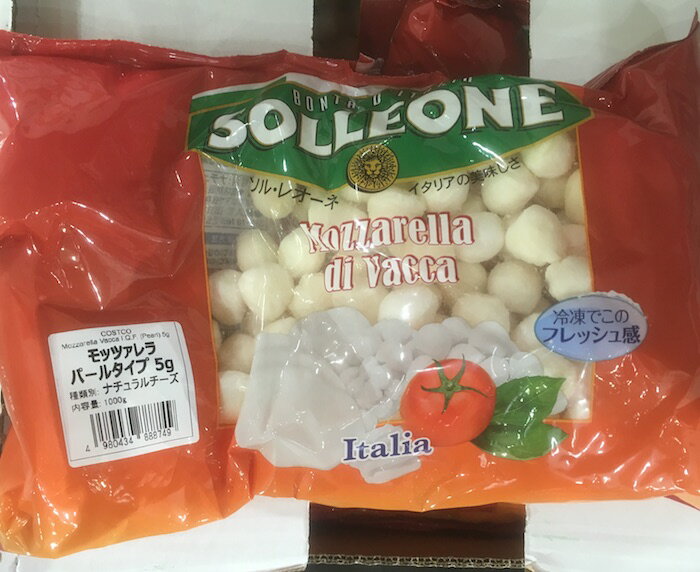 BONTÀ D'ITALIA
SOLLEONE
ソル・レオーネ
イタリアの美味しさ
Mozzarella
di Vacca
冷凍でこの
フレッシュ感
COSTCO
Mozzarella Vacca I.Q.F. (Pearl) 5g
モッツァレラ
パールタイプ 5g
種類別: ナチュラルチーズ
内容量: 1000g
4 980434 888749
Italia